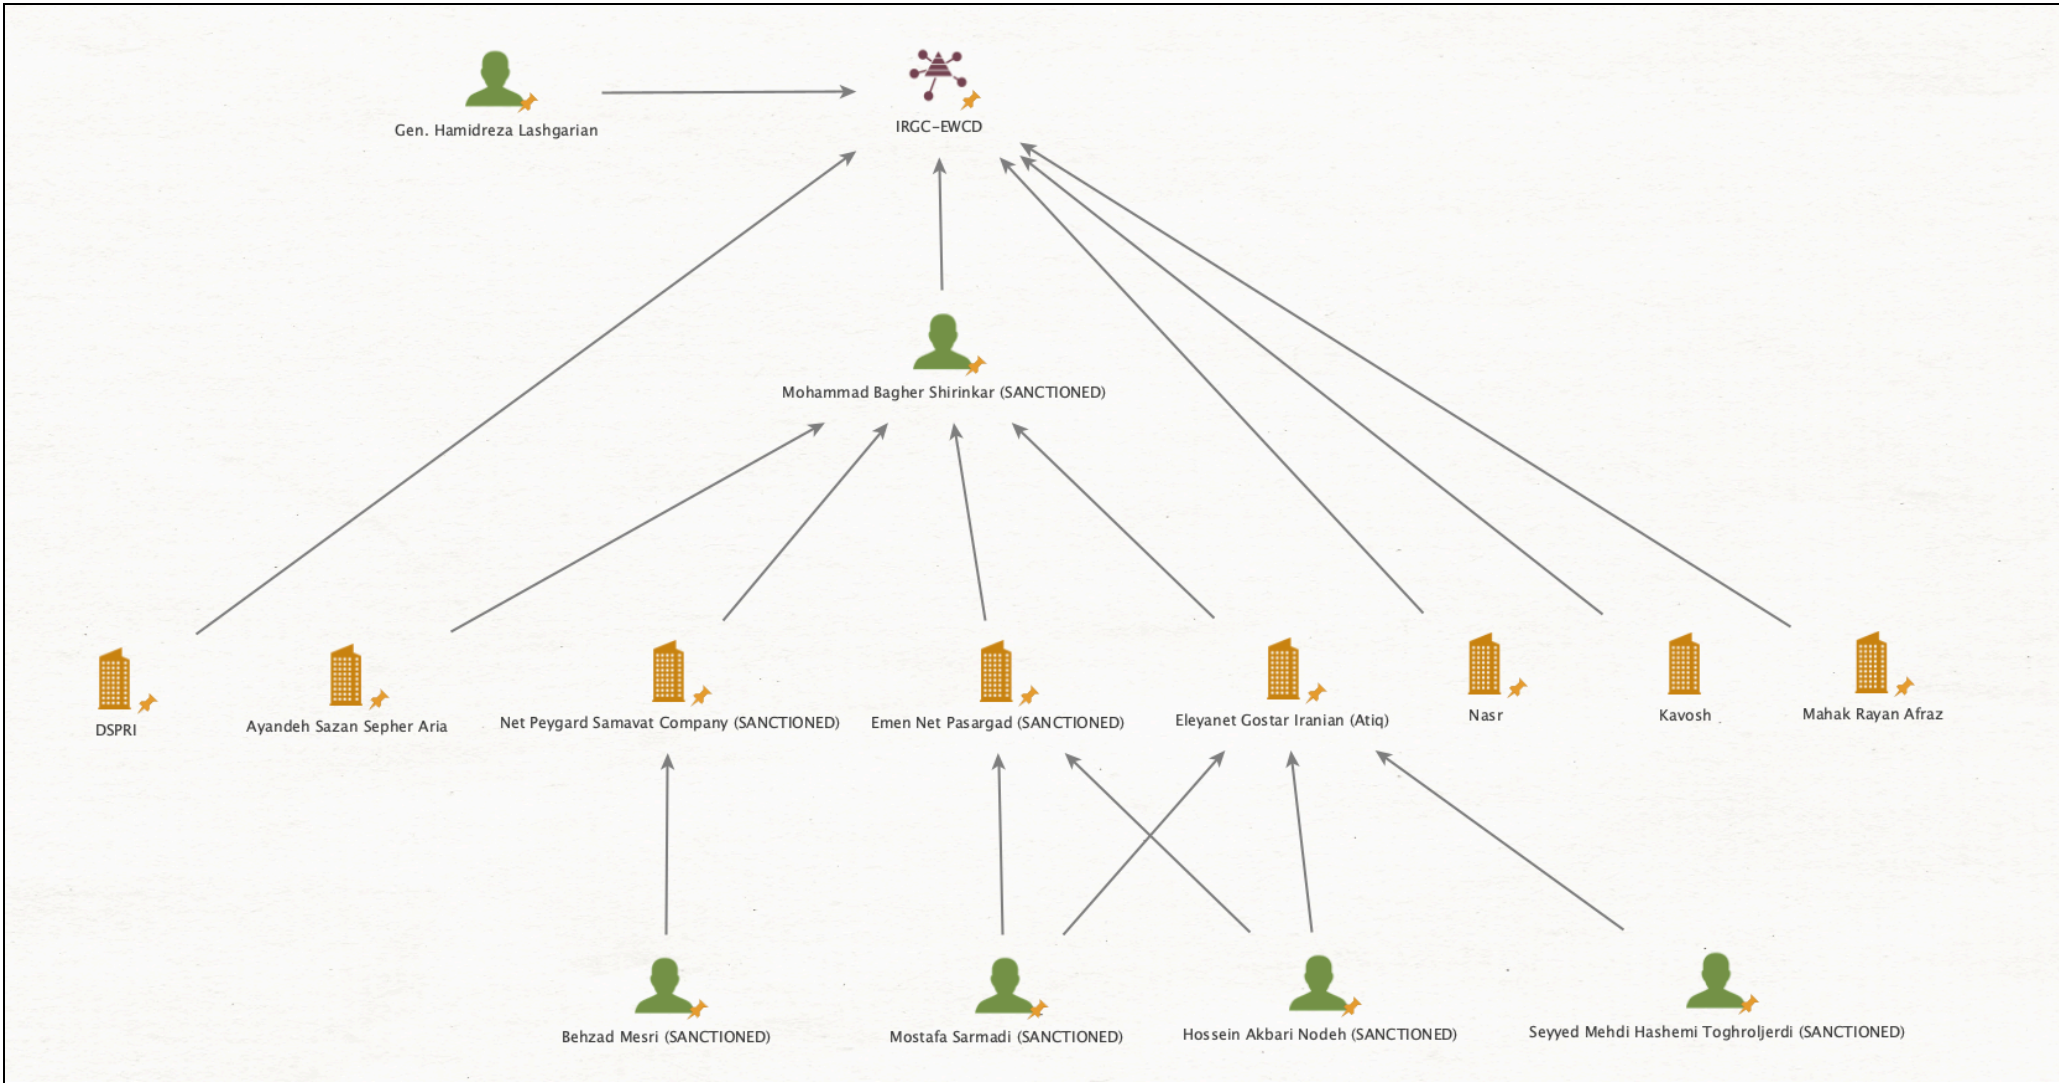 Gen. Hamidreza Lashgarian
IRGC-EWCD
Mohammad Bagher Shirinkar (SANCTIONED)
DSPRI
Ayandeh Sazan Sepher Aria
Net Peygard Samavat Company (SANCTIONED)
Emen Net Pasargad (SANCTIONED)
Eleyanet Gostar Iranian (Atiq)
Nasr
Kavosh
Mahak Rayan Afraz
Behzad Mesri (SANCTIONED)
Mostafa Sarmadi (SANCTIONED)
Hossein Akbari Nodeh (SANCTIONED)
Seyyed Mehdi Hashemi Toghroljerdi (SANCTIONED)